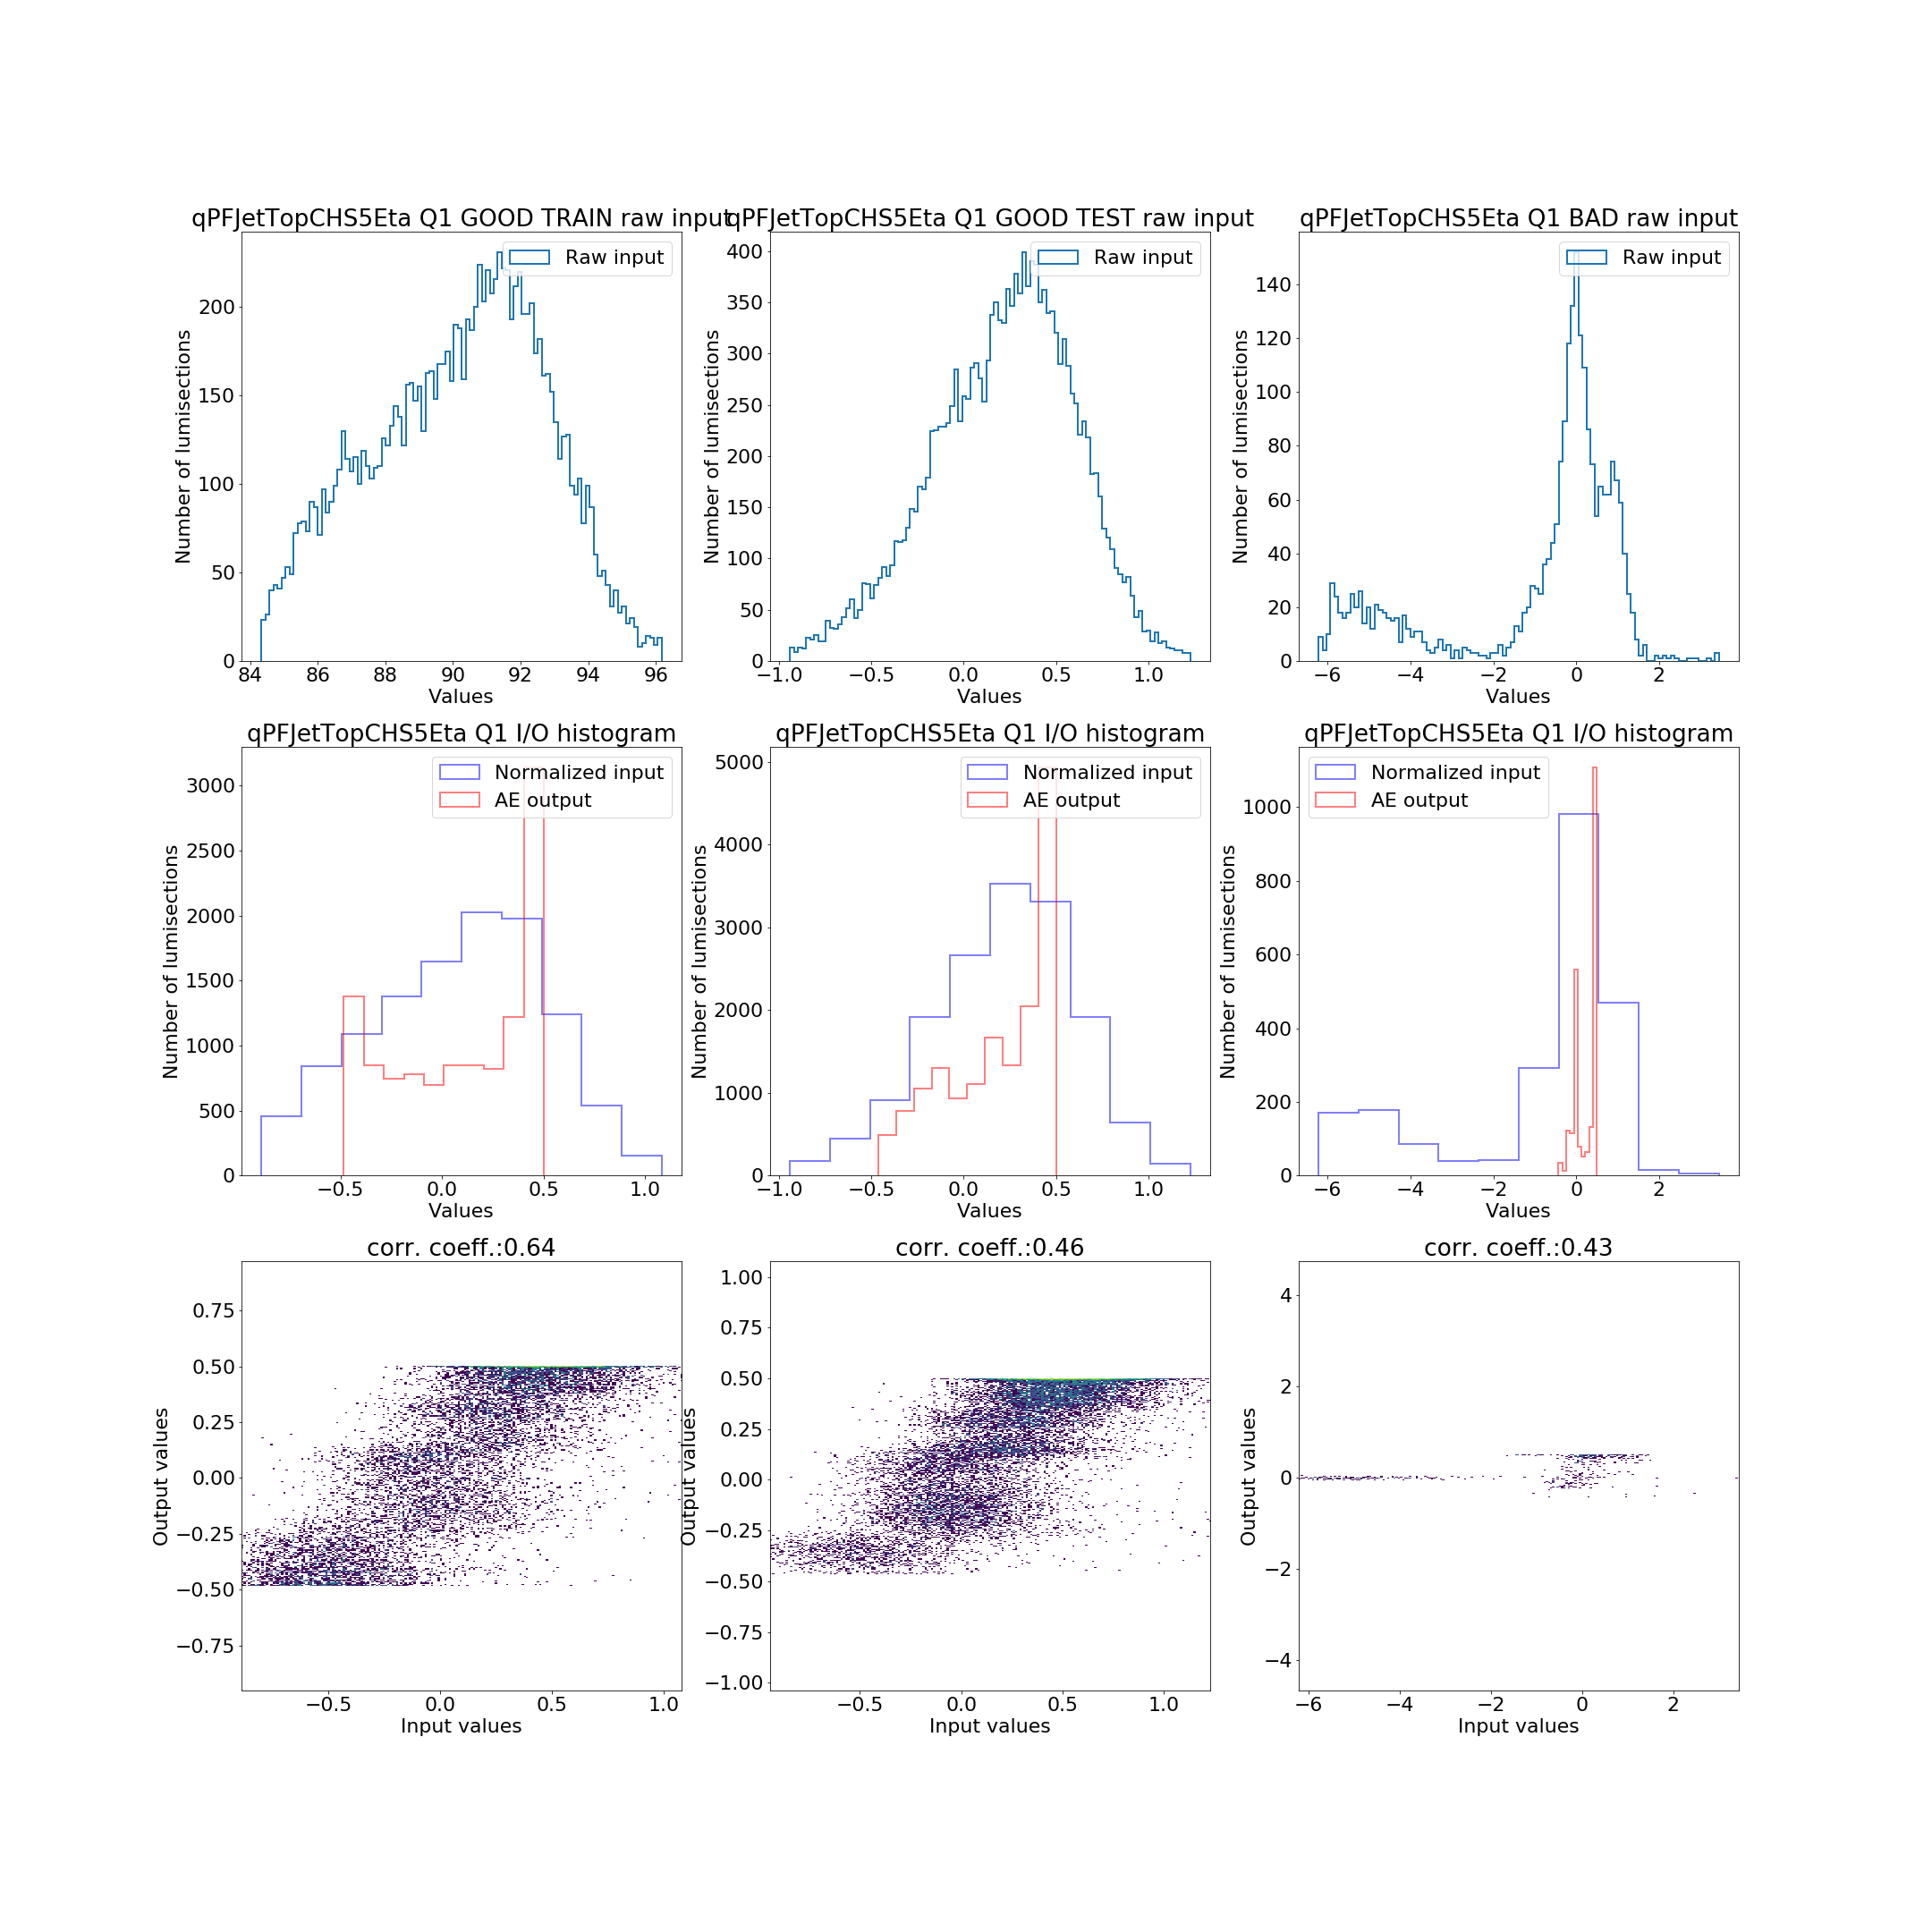 qPFJetTopCHS5Eta Q1 GOOD TRAIN raw input
qPFJetTopCHS5Eta Q1 GOOD TEST raw input
qPFJetTopCHS5Eta Q1 BAD raw input
Raw input
Raw input
Raw input
Number of lumisections
0
50
100
150
200
84
86
88
90
92
94
96
Values
Number of lumisections
0
50
100
150
200
250
300
350
400
−1.0
−0.5
0.0
0.5
1.0
Values
Number of lumisections
0
20
40
60
80
100
120
140
−6
−4
−2
0
2
Values
qPFJetTopCHS5Eta Q1 I/O histogram
Normalized input
AE output
Number of lumisections
0
500
1000
1500
2000
2500
3000
−0.5
0.0
0.5
1.0
Values
qPFJetTopCHS5Eta Q1 I/O histogram
Normalized input
AE output
Number of lumisections
0
1000
2000
3000
4000
5000
−1.0
−0.5
0.0
0.5
1.0
Values
qPFJetTopCHS5Eta Q1 I/O histogram
Normalized input
AE output
Number of lumisections
0
200
400
600
800
1000
−6
−4
−2
0
2
Values
corr. coeff.:0.64
Output values
0.75
0.50
0.25
0.00
−0.25
−0.50
−0.75
−0.5
0.0
0.5
1.0
Input values
corr. coeff.:0.46
Output values
1.00
0.75
0.50
0.25
0.00
−0.25
−0.50
−0.75
−1.00
−0.5
0.0
0.5
1.0
Input values
corr. coeff.:0.43
Output values
4
2
0
−2
−4
−6
−4
−2
0
2
Input values